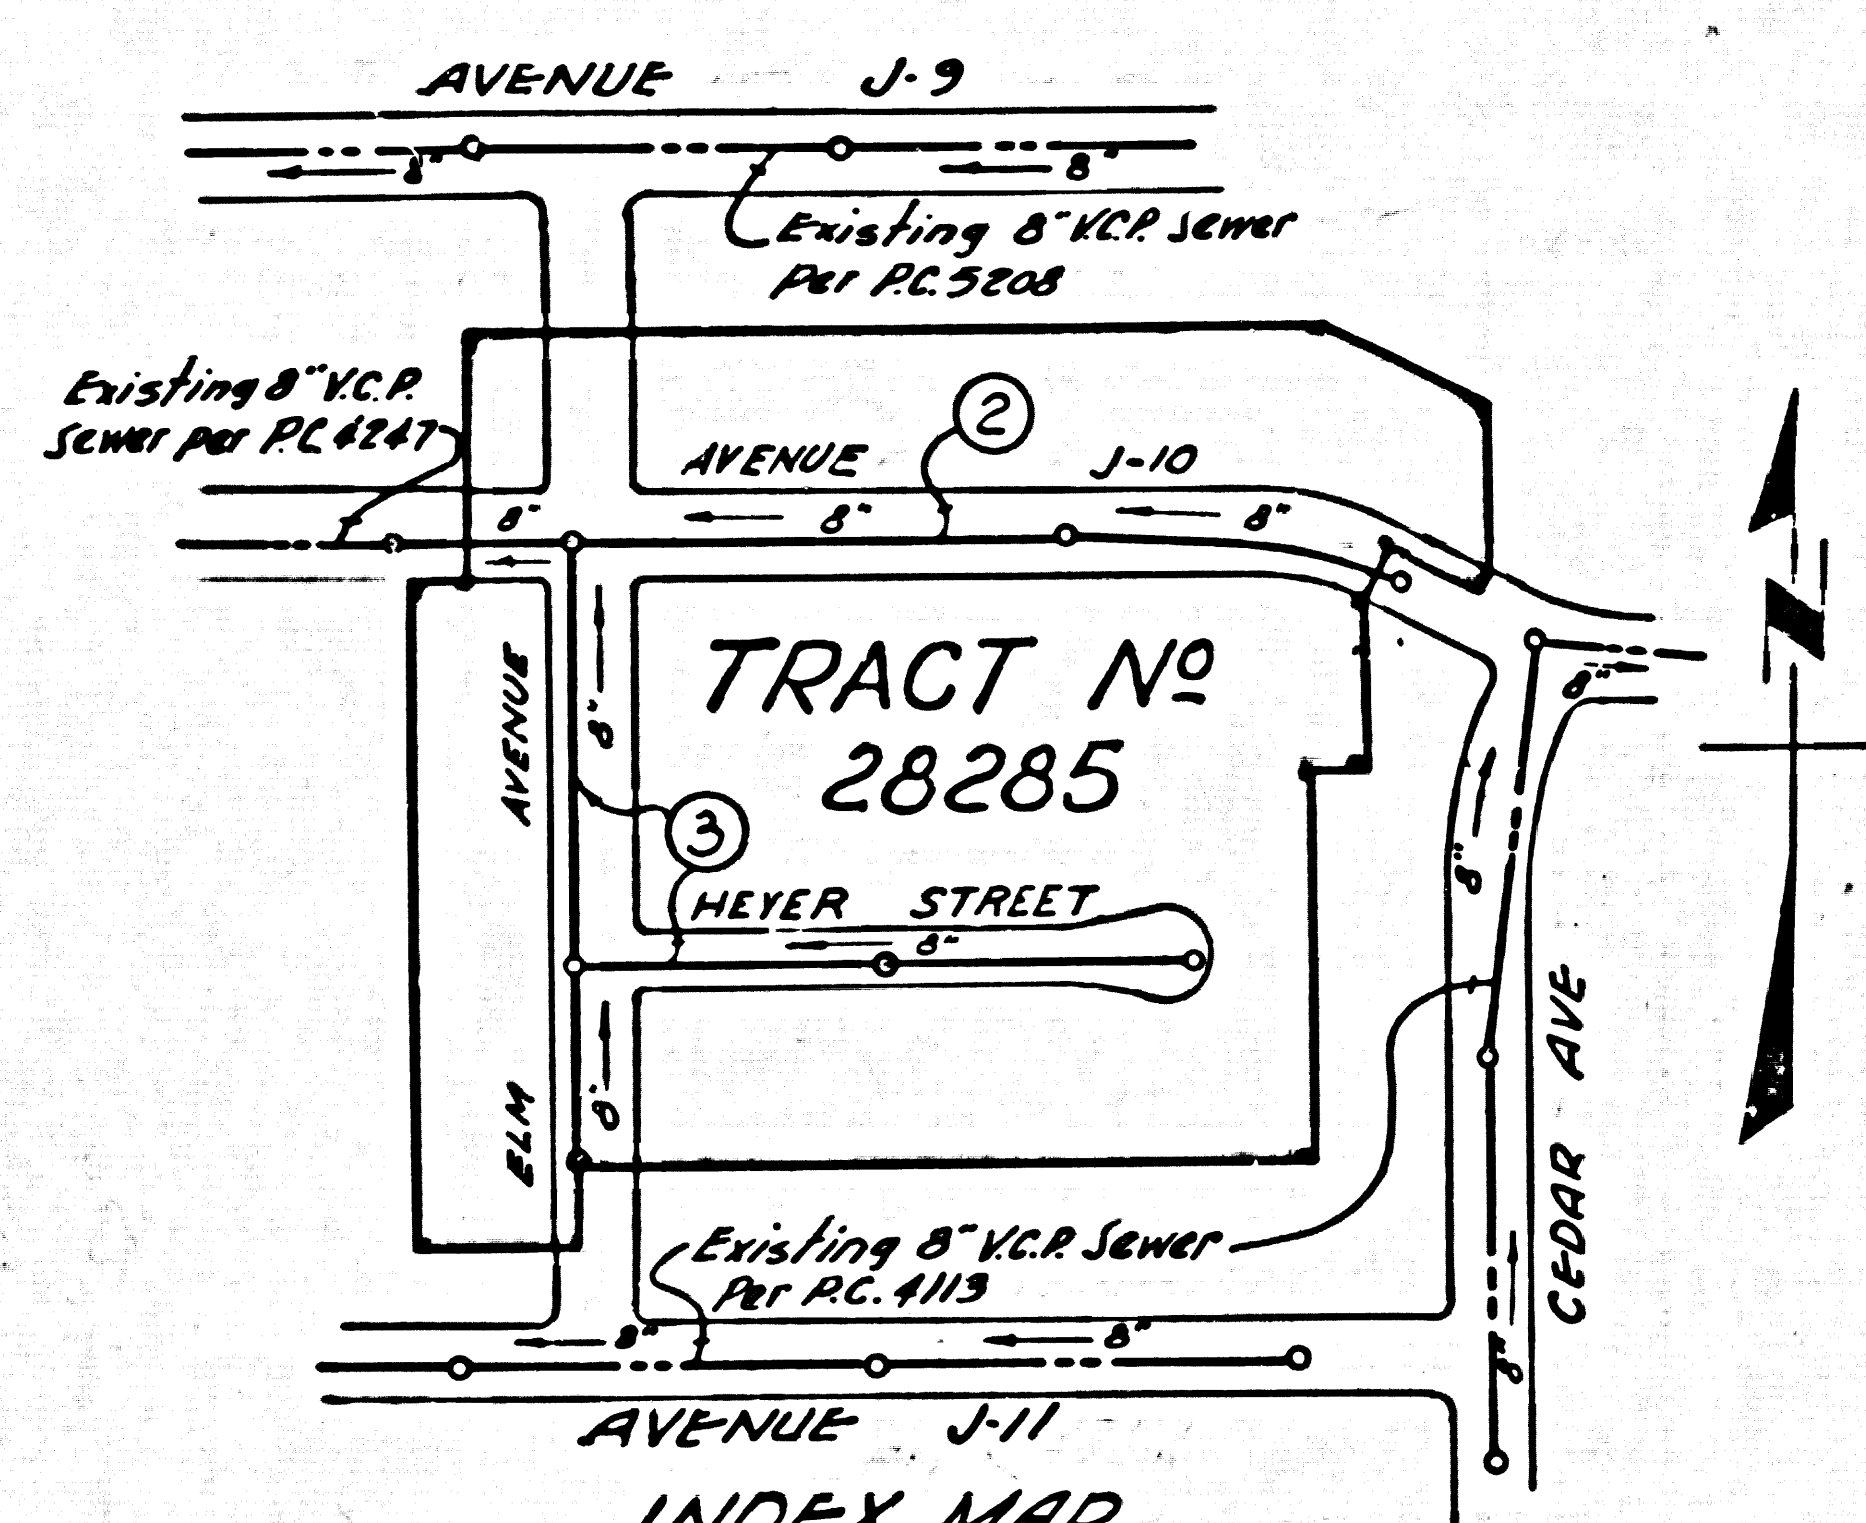 AVENUE J-9
8" 8"
Existing 8" V.C.P. Sewer
Per P.C. 5208
Existing 8" V.C.P.
Sewer per P.C 4247
2
AVENUE J-10
8" 8" 8"
N
TRACT Nº
28285
8"
AVENUE
8"
3
8"
HEYER STREET
8"
ELM
8"
CEDAR AVE
Existing 8" V.C.P. Sewer
Per P.C. 4113
8" 8"
8"
AVENUE J-11
INDEX MAP